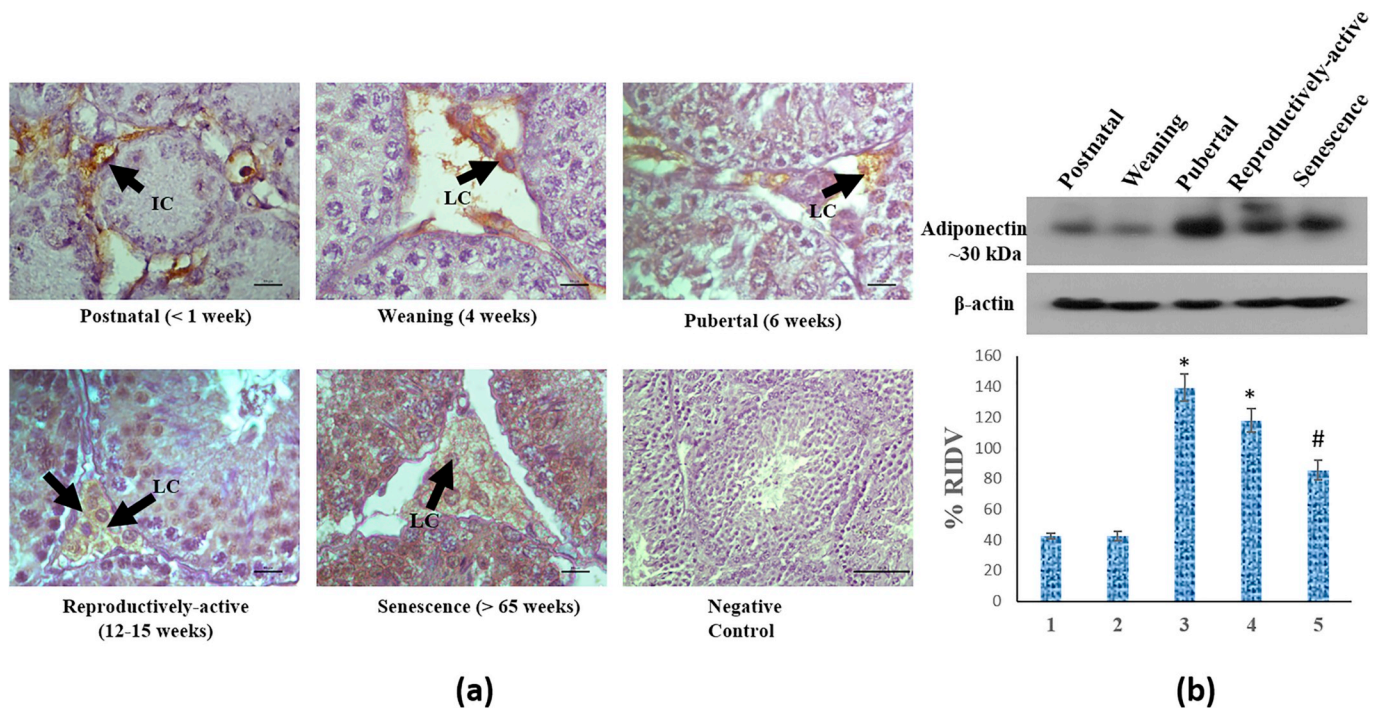 IC
LC
LC
Postnatal (< 1 week)
Weaning (4 weeks)
Pubertal (6 weeks)
LC
LC
Reproductively-active
(12-15 weeks)
Senescence (> 65 weeks)
Negative
Control
(a)
Postnatal
Weaning
Pubertal
Reproductively-active
Senescence
Adiponectin
~30 kDa
β-actin
% RIDV
160
140
120
100
80
60
40
20
0
*
*
#
1 2 3 4 5
(b)